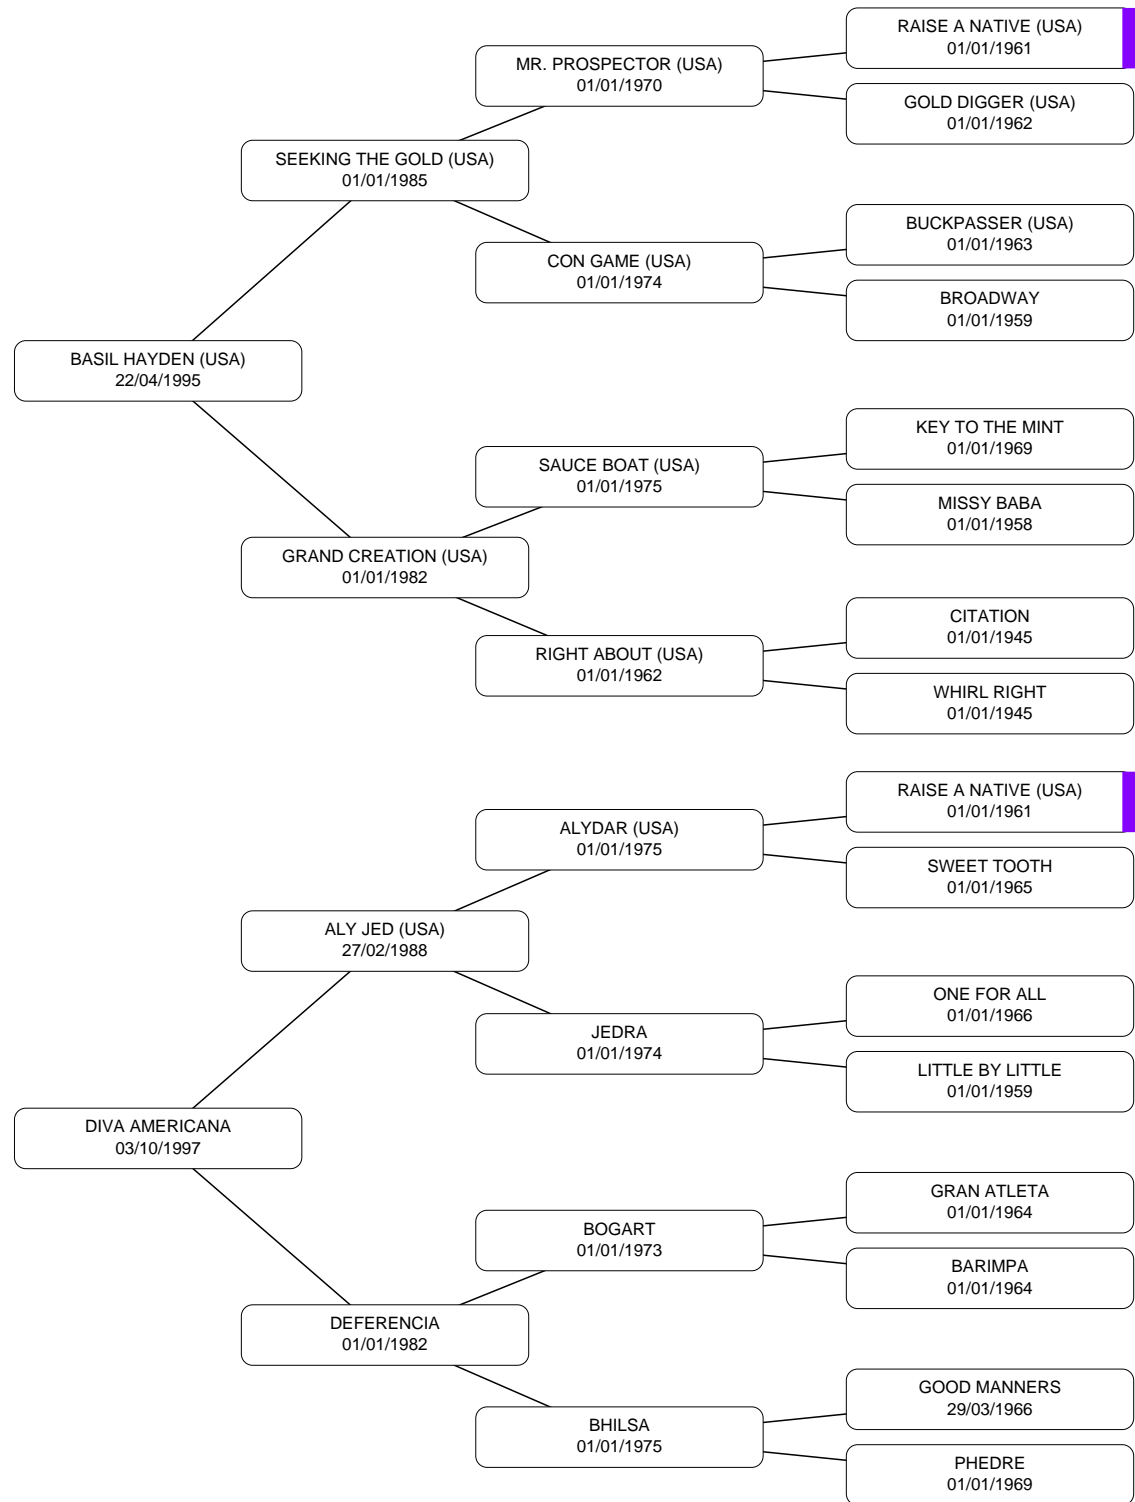 RAISE A NATIVE (USA)
01/01/1961
MR. PROSPECTOR (USA)
01/01/1970
GOLD DIGGER (USA)
01/01/1962
SEEKING THE GOLD (USA)
01/01/1985
BUCKPASSER (USA)
01/01/1963
CON GAME (USA)
01/01/1974
BROADWAY
01/01/1959
BASIL HAYDEN (USA)
22/04/1995
KEY TO THE MINT
01/01/1969
SAUCE BOAT (USA)
01/01/1975
MISSY BABA
01/01/1958
GRAND CREATION (USA)
01/01/1982
CITATION
01/01/1945
RIGHT ABOUT (USA)
01/01/1962
WHIRL RIGHT
01/01/1945
RAISE A NATIVE (USA)
01/01/1961
ALYDAR (USA)
01/01/1975
SWEET TOOTH
01/01/1965
ALY JED (USA)
27/02/1988
ONE FOR ALL
01/01/1966
JEDRA
01/01/1974
LITTLE BY LITTLE
01/01/1959
DIVA AMERICANA
03/10/1997
GRAN ATLETA
01/01/1964
BOGART
01/01/1973
BARIMPA
01/01/1964
DEFERENCIA
01/01/1982
GOOD MANNERS
29/03/1966
BHILSA
01/01/1975
PHEDRE
01/01/1969